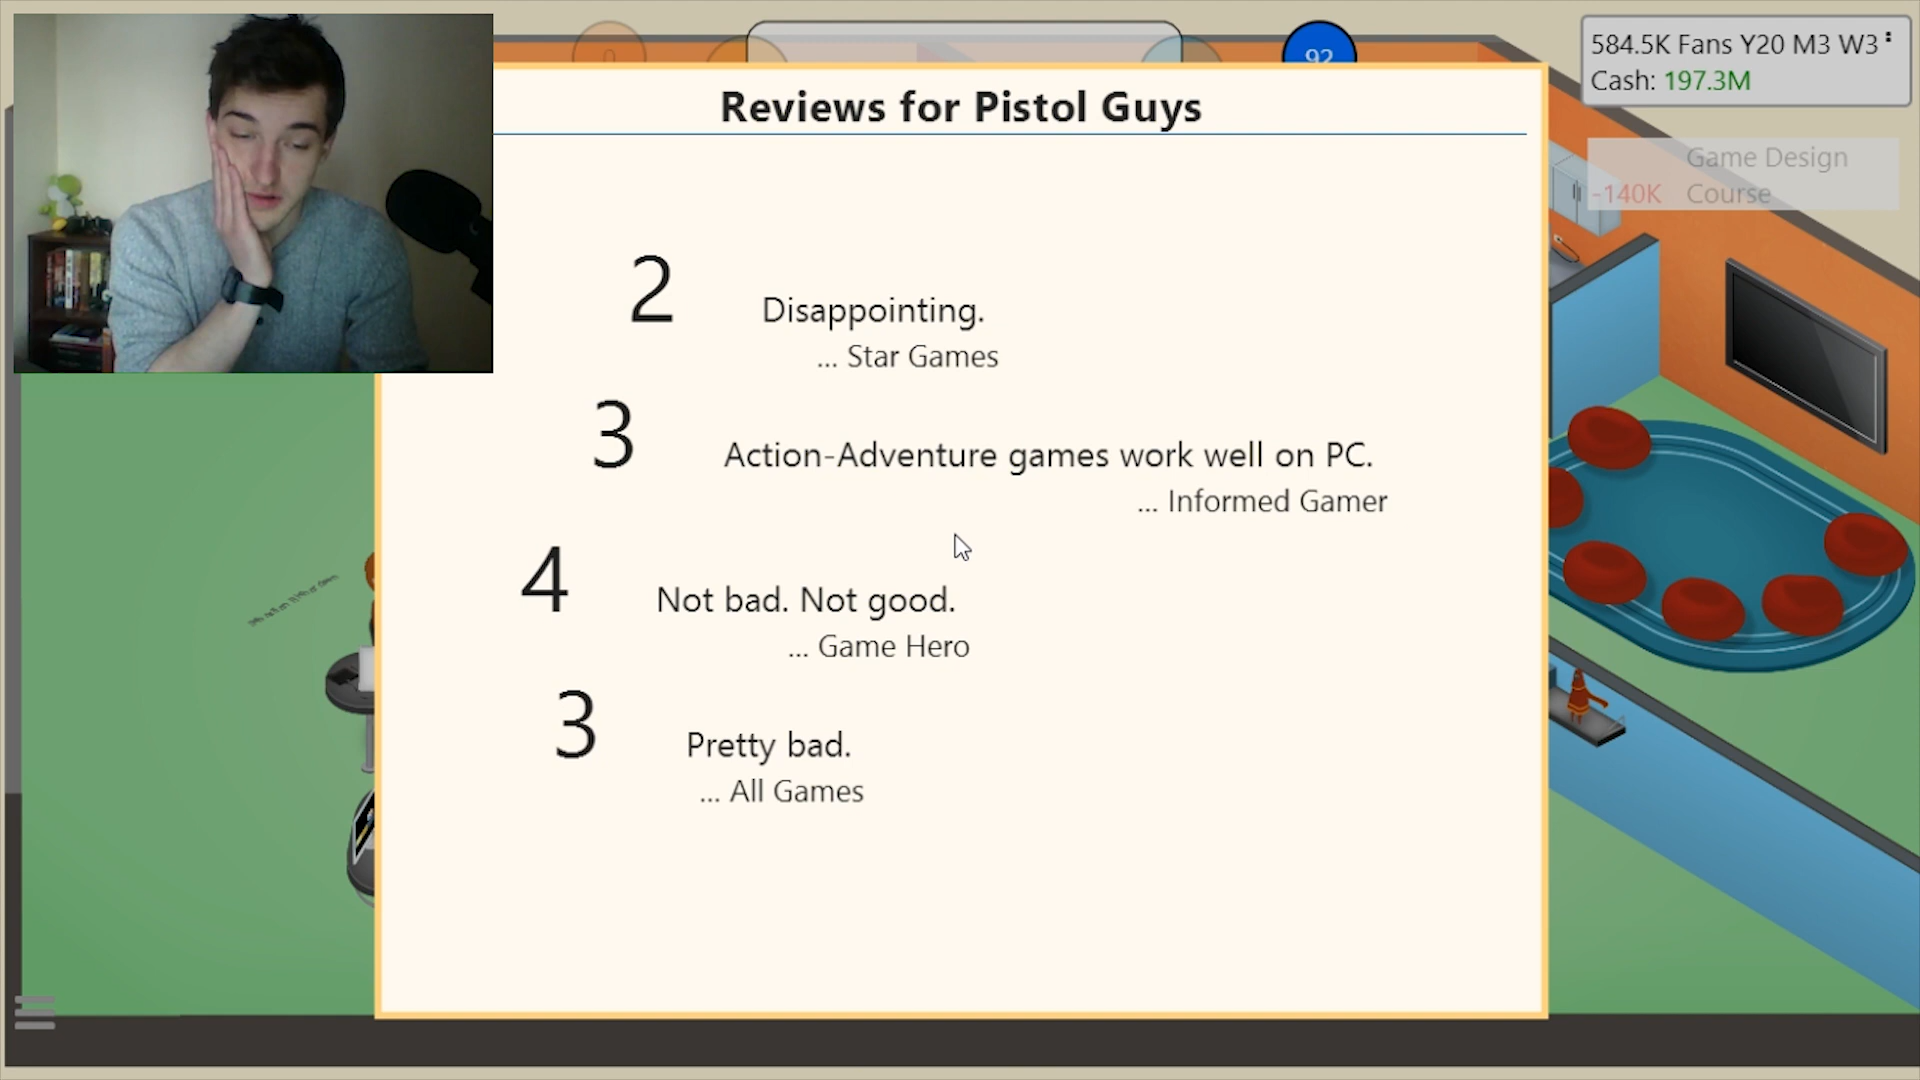 0
92
584.5K Fans Y20 M3 W3
Cash: 197.3M
Game Design
-140K Course
Reviews for Pistol Guys
2
Disappointing.
... Star Games
3
Action-Adventure games work well on PC.
... Informed Gamer
4
Not bad. Not good.
... Game Hero
3
Pretty bad.
... All Games